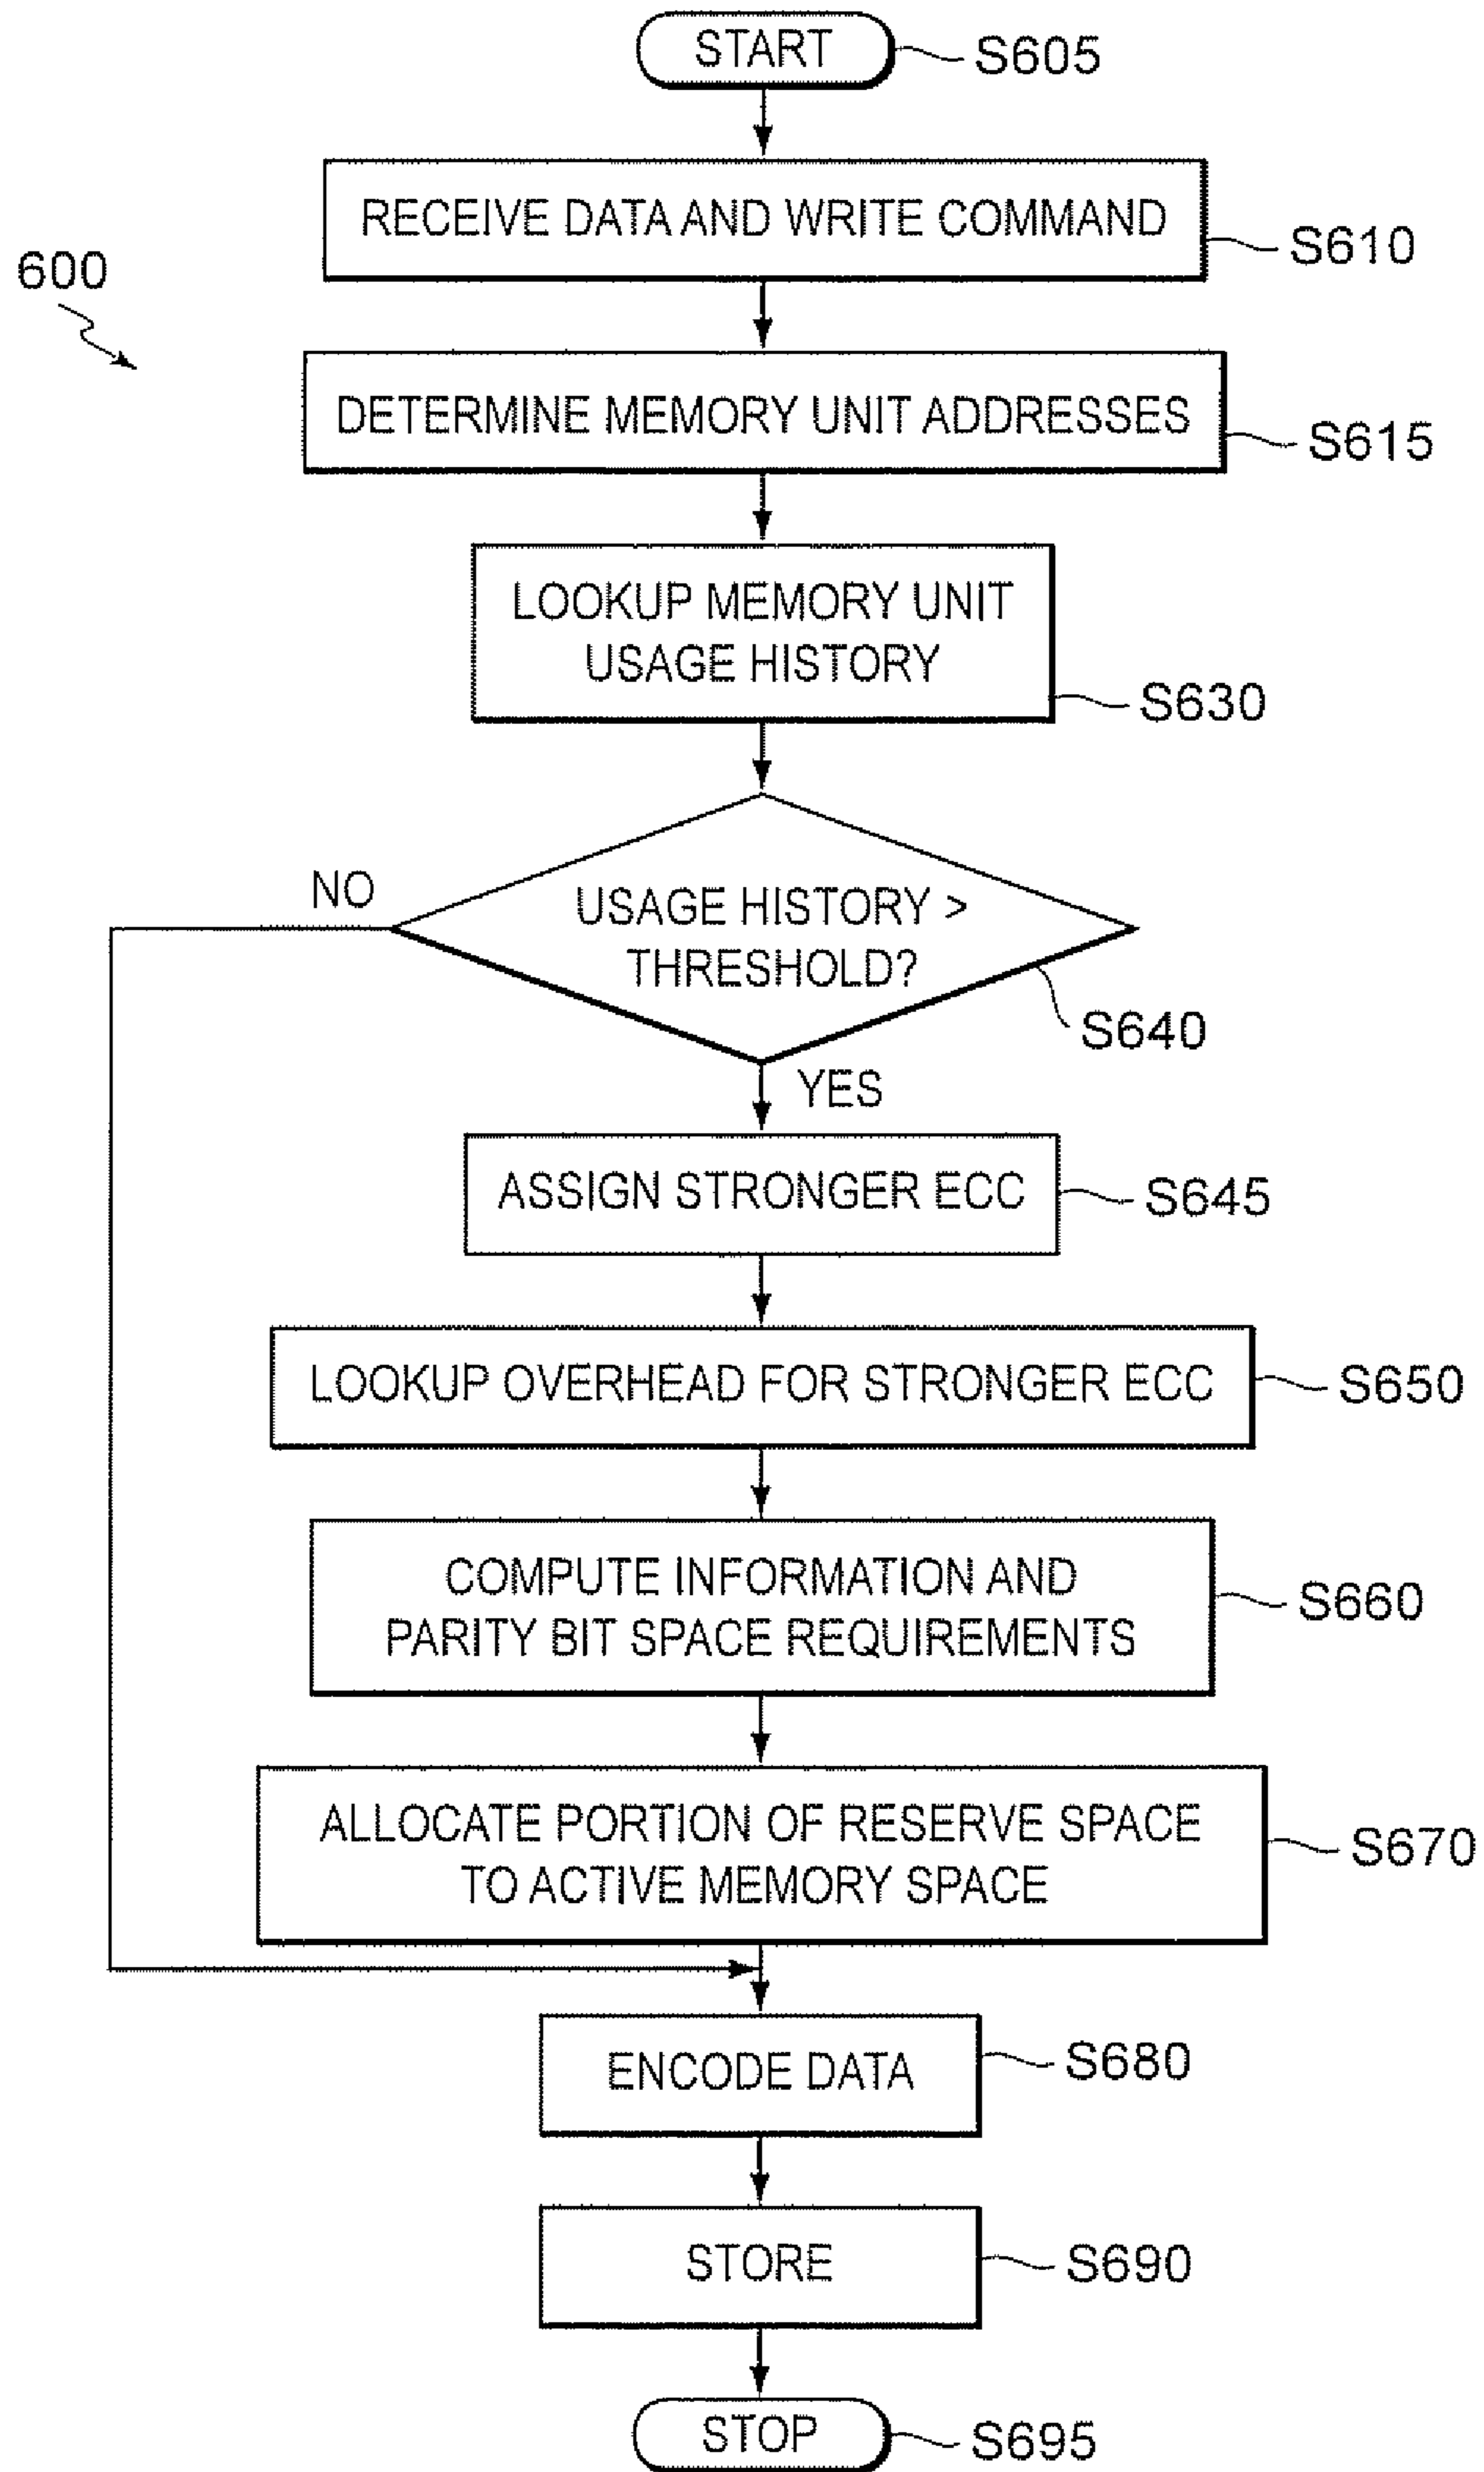 START
S605
RECEIVE DATA AND WRITE COMMAND
S610
600
DETERMINE MEMORY UNIT ADDRESSES
S615
LOOKUP MEMORY UNIT
USAGE HISTORY
S630
NO
USAGE HISTORY >
THRESHOLD?
S640
YES
ASSIGN STRONGER ECC
S645
LOOKUP OVERHEAD FOR STRONGER ECC
S650
COMPUTE INFORMATION AND
PARITY BIT SPACE REQUIREMENTS
S660
ALLOCATE PORTION OF RESERVE SPACE
TO ACTIVE MEMORY SPACE
S670
ENCODE DATA
S680
STORE
S690
STOP
S695